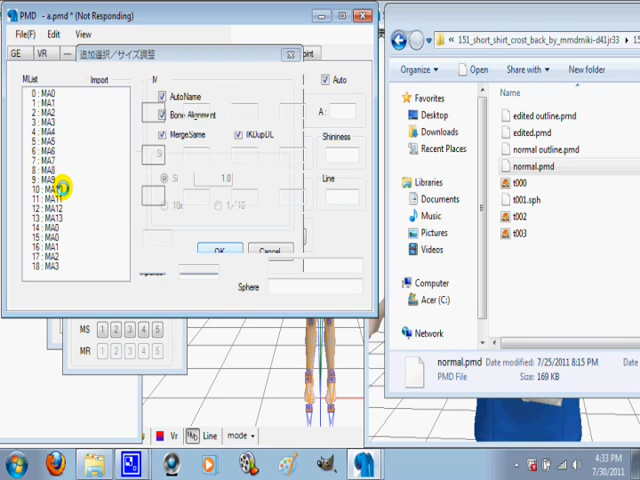 PMD - a.pmd * (Not Responding)
File(F) Edit View
GE VR ---
追加選択／サイズ調整
MList Import
0 : MA0
1 : MA1
2 : MA2
3 : MA3
4 : MA4
5 : MA5
6 : MA6
7 : MA7
8 : MA8
9 : MA9
10 : MA10
11 : MA11
12 : MA12
13 : MA13
14 : MA0
15 : MA0
16 : MA1
17 : MA2
18 : MA3
AutoName
Bone Alignment
MergeSame
Si 1.0
OK Cancel
Auto
A :
Shininess
Line
Sphere
MS 1 2 3 4 5
MR 1 2 3 4 5
Vr Line mode
151_short_shirt_crost_back_by_mmdmiki-d41jr33
Organize Open Share with New folder
Favorites
Desktop
Downloads
Recent Places
Libraries
Documents
Music
Pictures
Videos
Computer
Acer (C:)
Network
Name
edited outline.pmd
edited.pmd
normal outline.pmd
normal.pmd
t000
t001.sph
t002
t003
normal.pmd Date modified: 7/25/2011 8:15 PM Date
PMD File Size: 169 KB
4:33 PM
7/30/2011